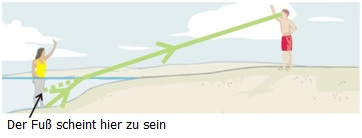 Der Fuß scheint hier zu sein